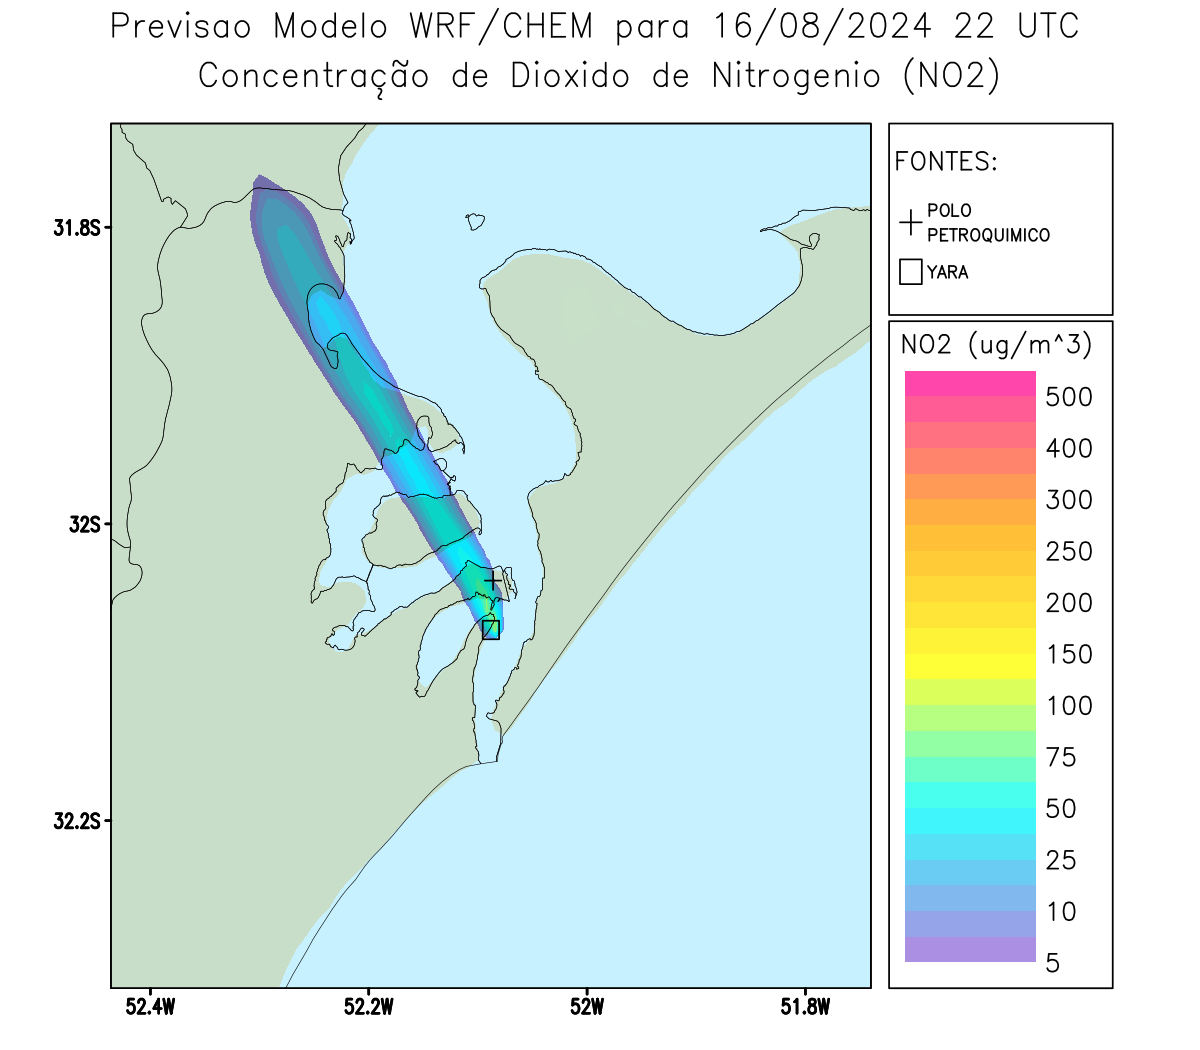 Previsao Modelo WRF/CHEM para 16/08/2024 22 UTC
Concentração de Dioxido de Nitrogenio (NO2)
FONTES:
POLO
PETROQUIMICO
YARA
NO2 (ug/m^3)
500
400
300
250
200
150
100
75
50
25
10
5
31.8S
32S
32.2S
52.4W
52.2W
52W
51.8W